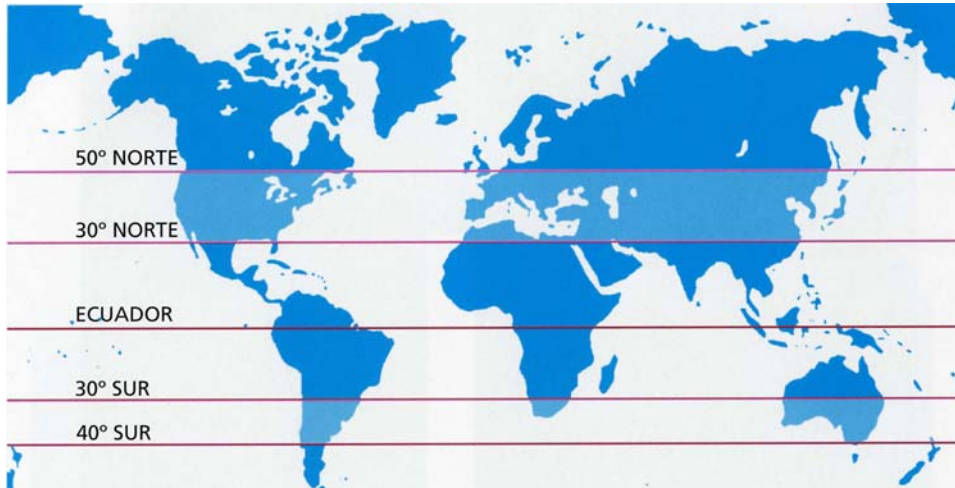 50º NORTE
30º NORTE
ECUADOR
30º SUR
40º SUR